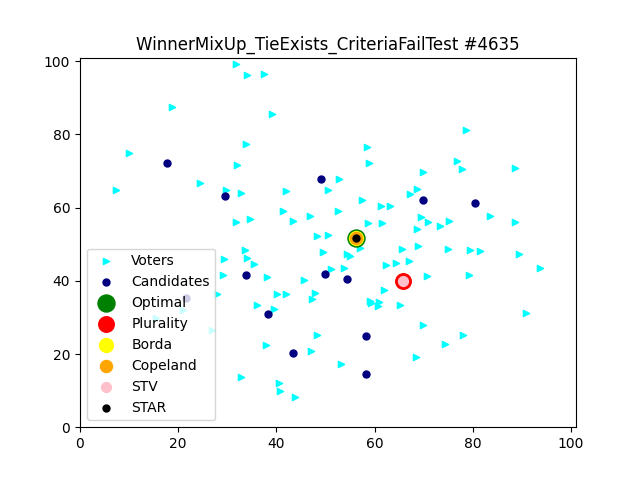 WinnerMixUp_TieExists_CriteriaFailTest #4635
100
80
60
40
20
0
Voters
Candidates
Optimal
Plurality
Borda
Copeland
STV
STAR
0 20 40 60 80 100